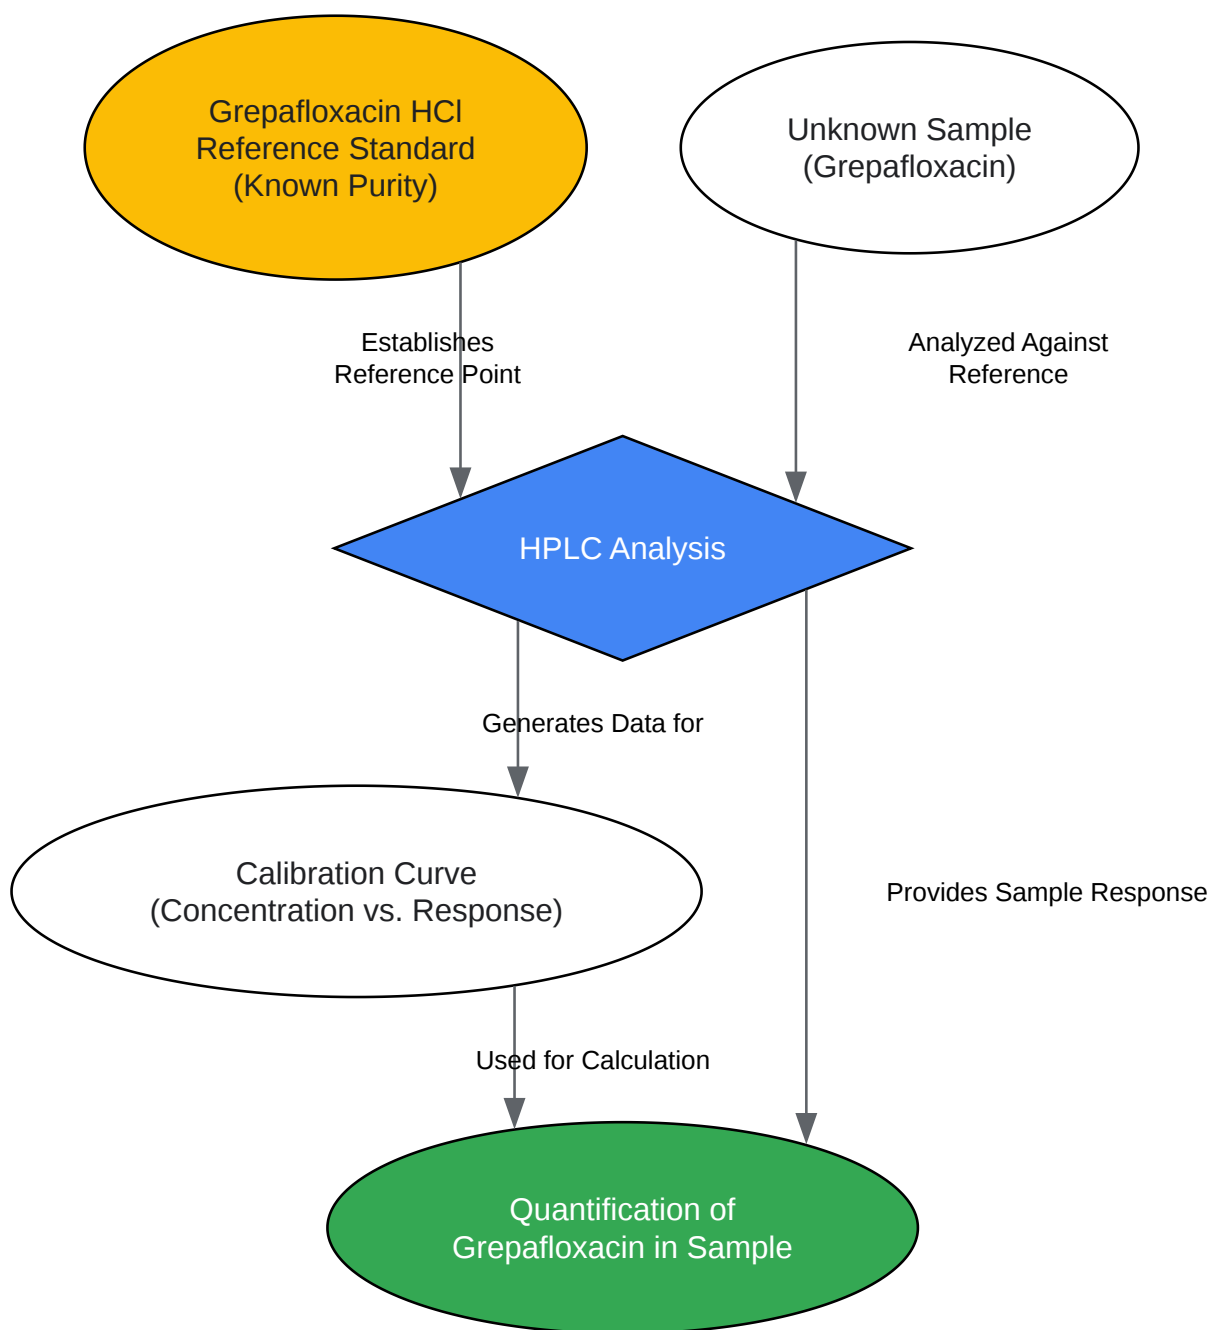 Grepafloxacin HCl
Reference Standard
(Known Purity)
Unknown Sample
(Grepafloxacin)
Establishes
Reference Point
Analyzed Against
Reference
HPLC Analysis
Generates Data for
Calibration Curve
(Concentration vs. Response)
Provides Sample Response
Used for Calculation
Quantification of
Grepafloxacin in Sample